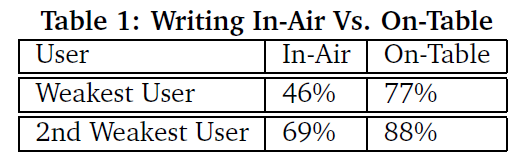 Table 1: Writing In-Air Vs. On-Table
User In-Air On-Table
Weakest User 46% 77%
2nd Weakest User 69% 88%